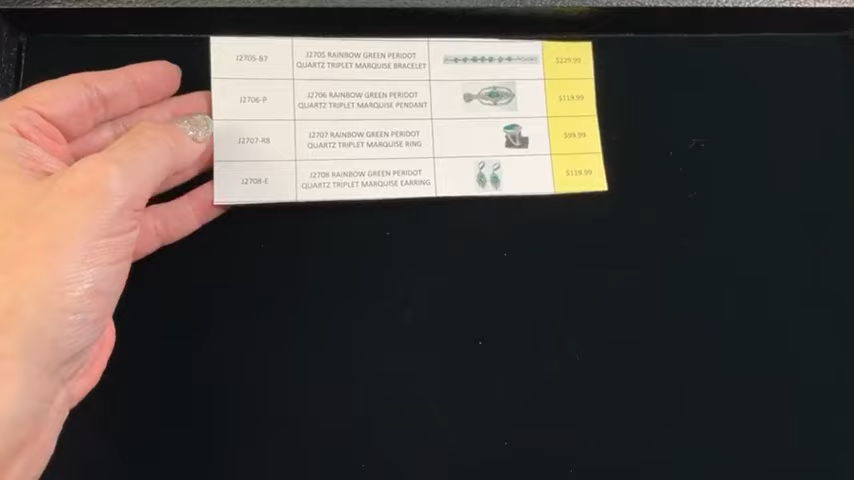 J2705-B7
J2705 RAINBOW GREEN PERIDOT
QUARTZ TRIPLET MARQUISE BRACELET
$229.99
J2706-P
J2706 RAINBOW GREEN PERIDOT
QUARTZ TRIPLET MARQUISE PENDANT
$119.99
J2707-R8
J2707 RAINBOW GREEN PERIDOT
QUARTZ TRIPLET MARQUISE RING
$99.99
J2708-E
J2708 RAINBOW GREEN PERIDOT
QUARTZ TRIPLET MARQUISE EARRING
$119.99